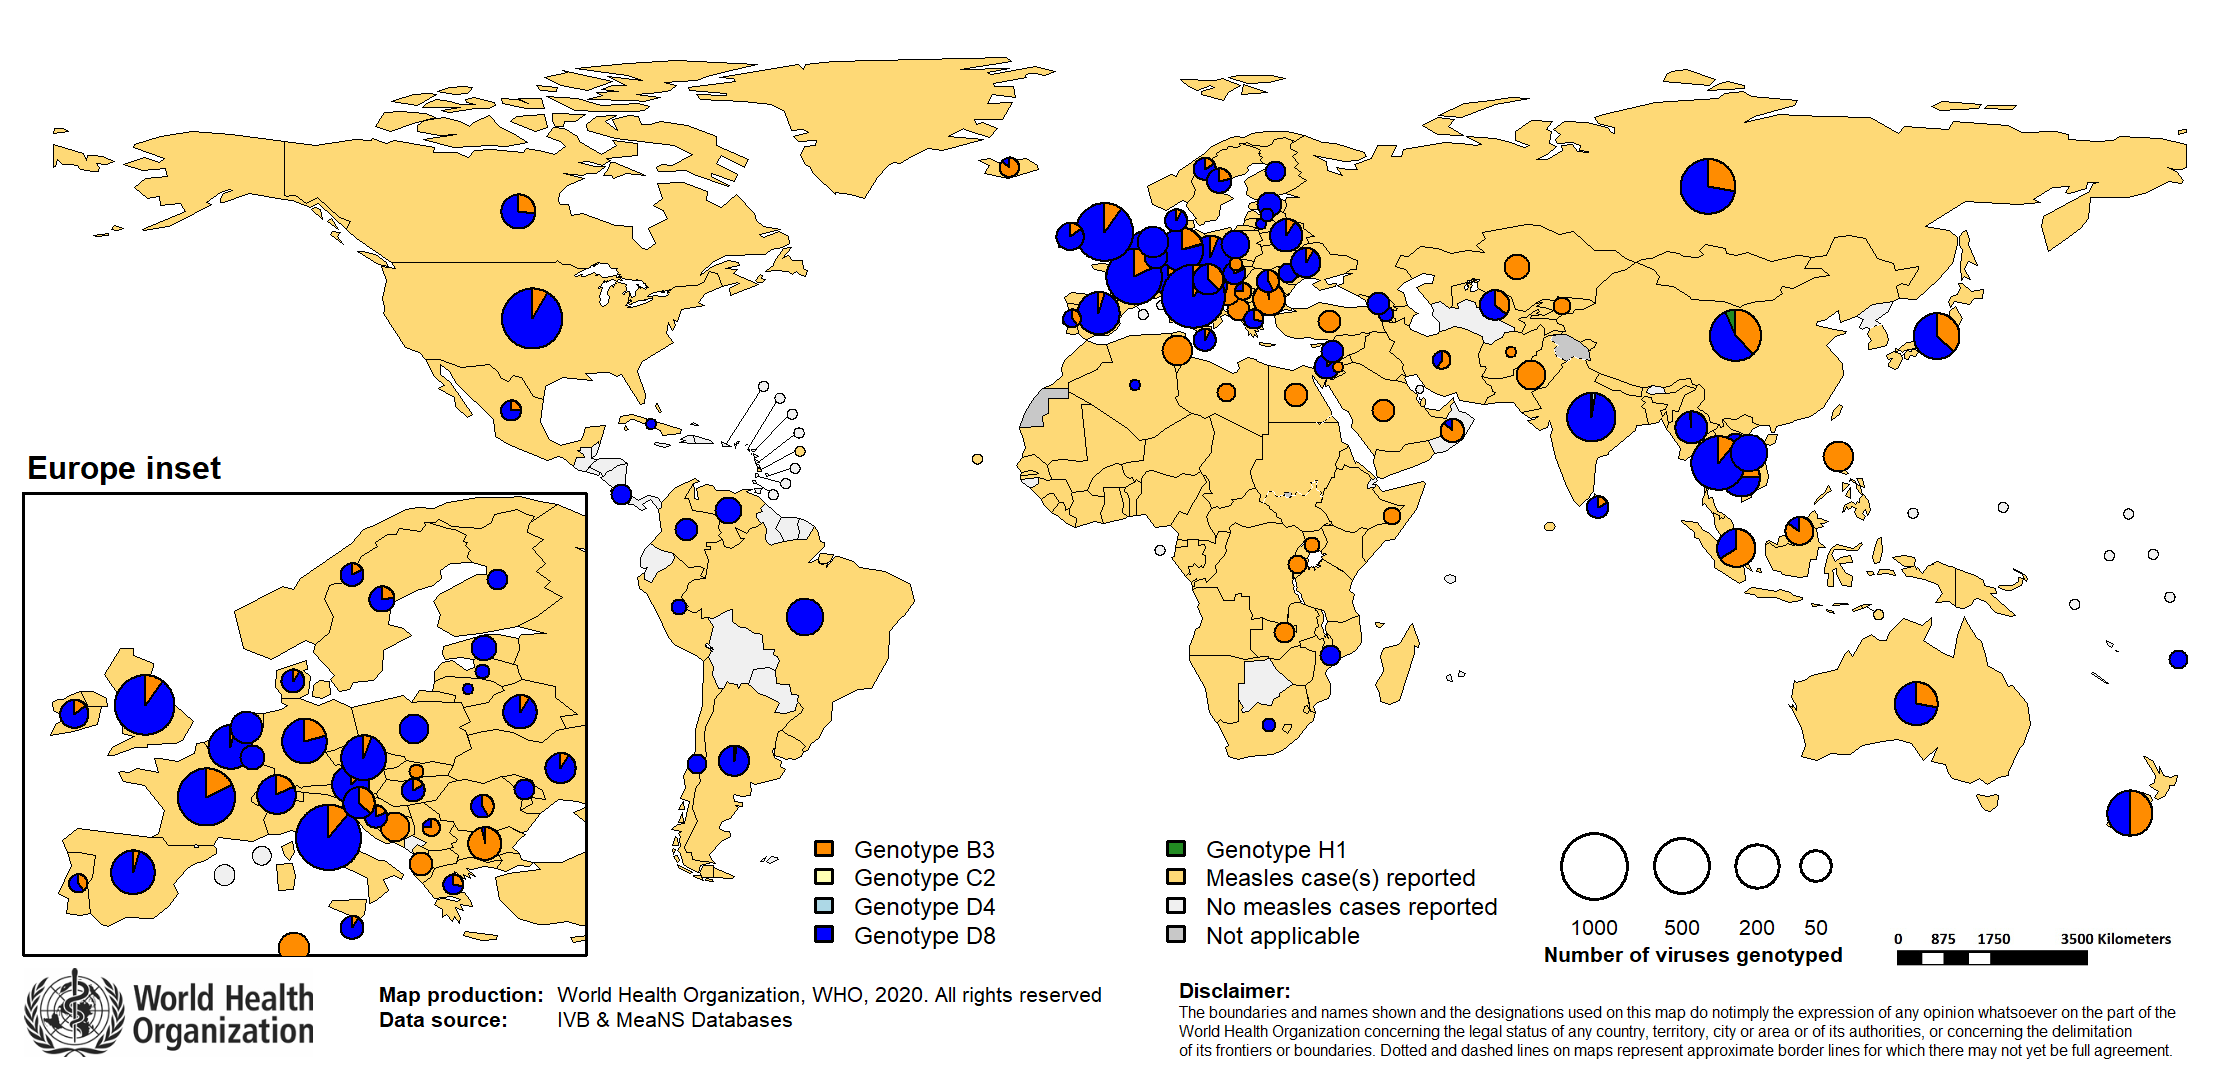 Europe inset
Genotype B3
Genotype C2
Genotype D4
Genotype D8
Genotype H1
Measles case(s) reported
No measles cases reported
Not applicable
1000 500 200 50
Number of viruses genotyped
0 875 1750 3500 Kilometers
World Health
Organization
Map production: World Health Organization, WHO, 2020. All rights reserved
Data source: IVB & MeaNS Databases
Disclaimer:
The boundaries and names shown and the designations used on this map do notimply the expression of any opinion whatsoever on the part of the
World Health Organization concerning the legal status of any country, territory, city or area or of its authorities, or concerning the delimitation
of its frontiers or boundaries. Dotted and dashed lines on maps represent approximate border lines for which there may not yet be full agreement.